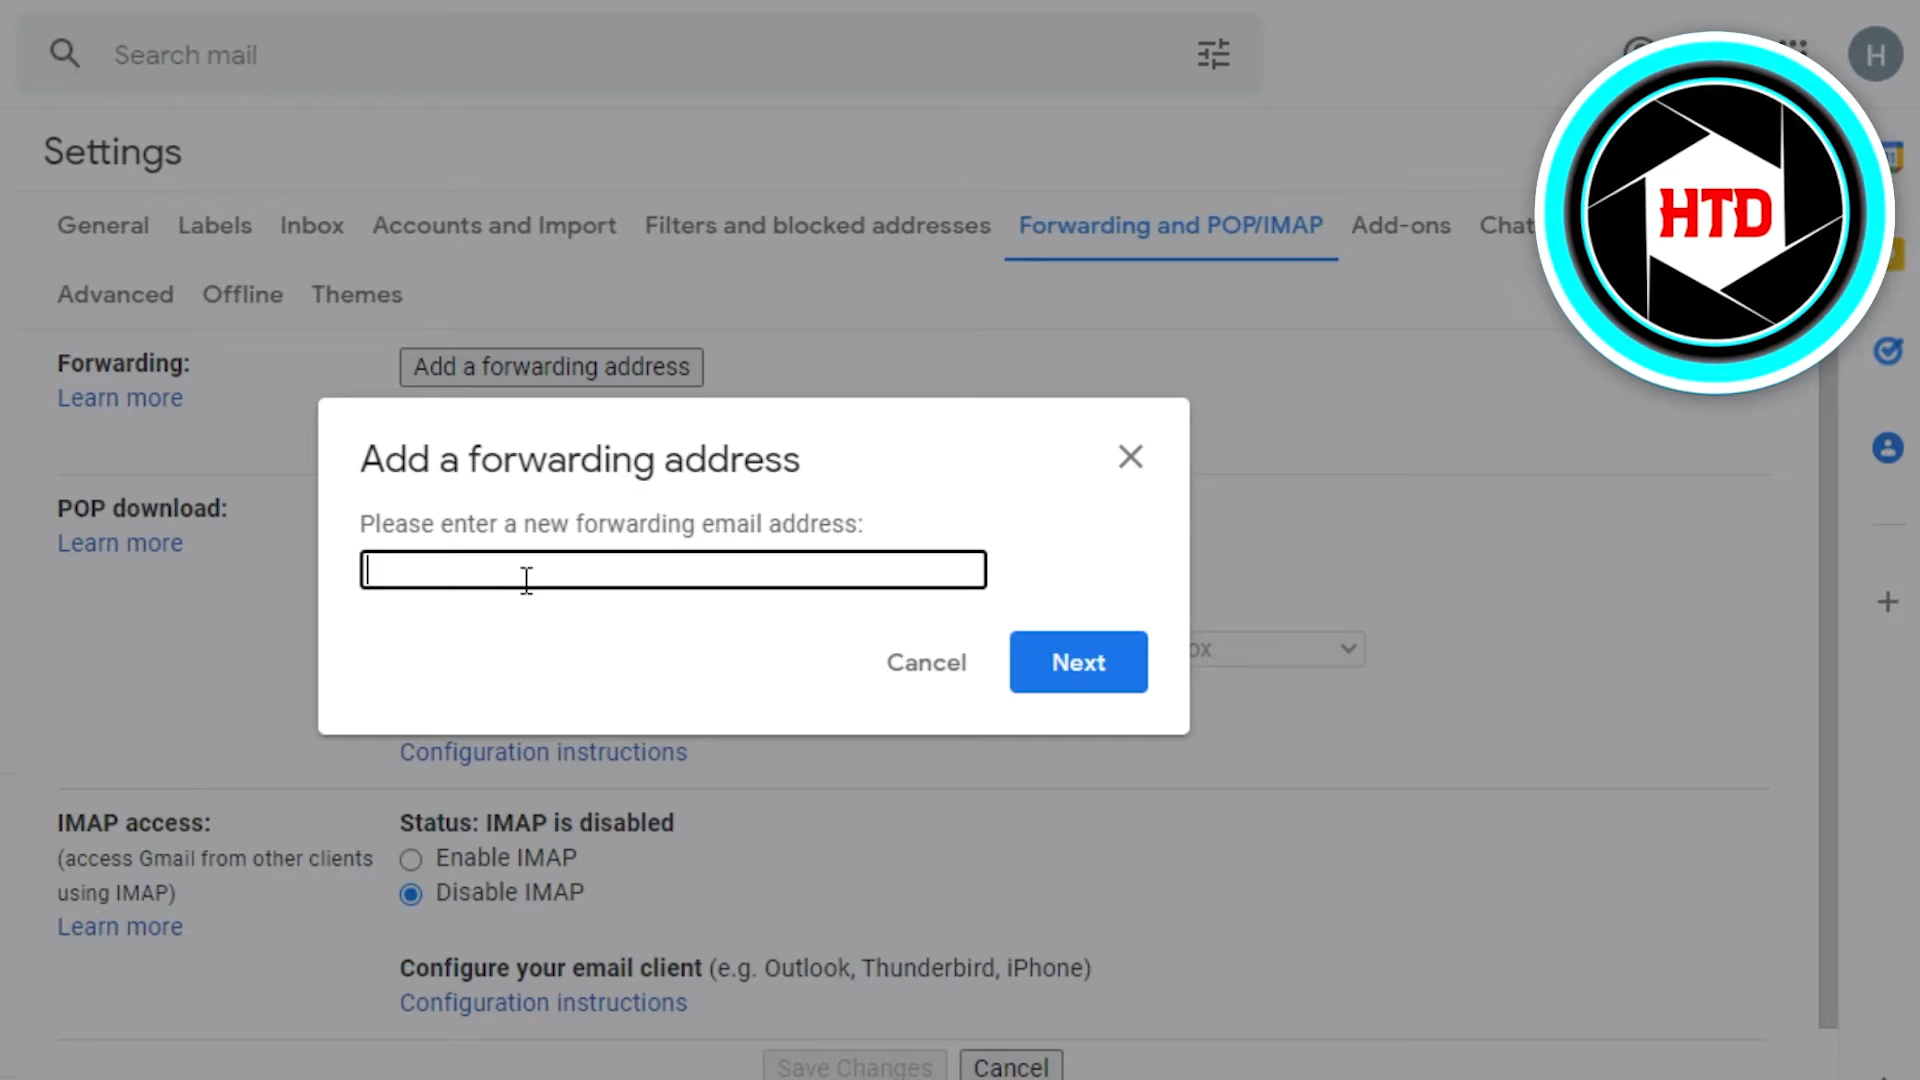 Search mail
H
Settings
General Labels Inbox Accounts and Import Filters and blocked addresses Forwarding and POP/IMAP Add-ons Chat
HTD
Advanced Offline Themes
Forwarding:
Add a forwarding address
Learn more
Add a forwarding address
Please enter a new forwarding email address:
Cancel Next
POP download:
Learn more
ox
Configuration instructions
IMAP access:
(access Gmail from other clients
using IMAP)
Learn more
Status: IMAP is disabled
Enable IMAP
Disable IMAP
Configure your email client (e.g. Outlook, Thunderbird, iPhone)
Configuration instructions
Save Changes Cancel